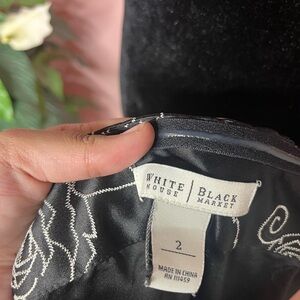 WHITE | BLACK
HOUSE | MARKET
2
MADE IN CHINA
RN 111459